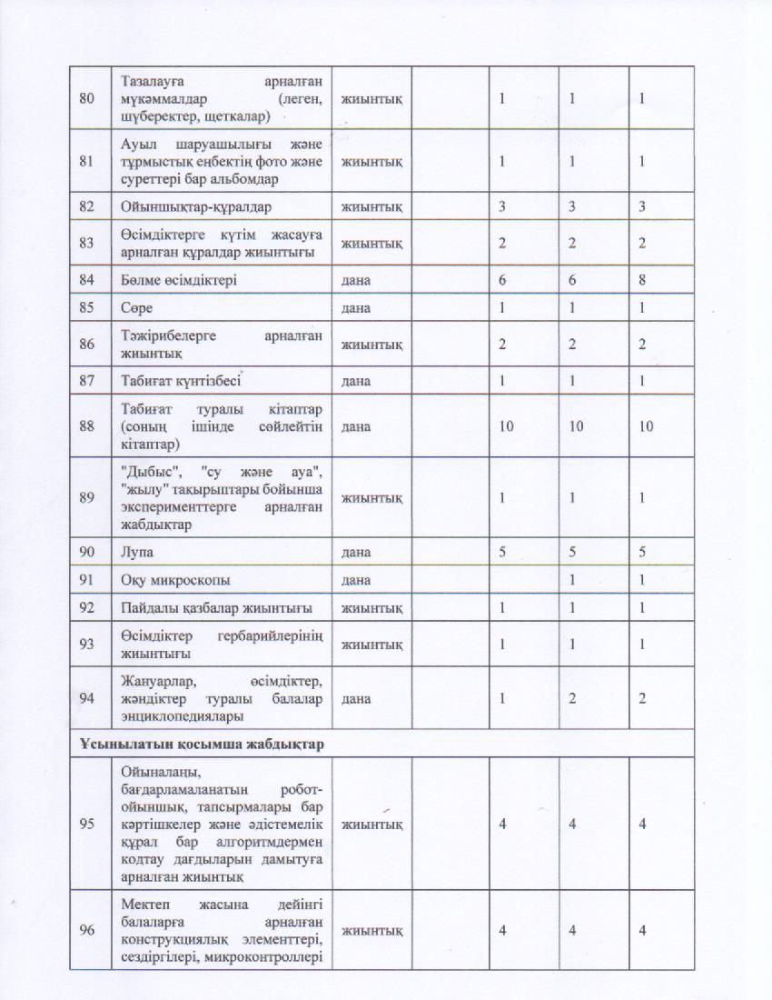 80 Тазалауға арналған мүкәммалдар (леген, шүберектер, щеткалар) жиынтық 1 1 1
81 Ауыл шаруашылығы және тұрмыстық еңбектің фото және суреттері бар альбомдар жиынтық 1 1 1
82 Ойыншықтар-құралдар жиынтық 3 3 3
83 Өсімдіктерге күтім жасауға арналған құралдар жиынтығы жиынтық 2 2 2
84 Бөлме өсімдіктері дана 6 6 8
85 Сөре дана 1 1 1
86 Тәжірибелерге арналған жиынтық жиынтық 2 2 2
87 Табиғат күнтізбесі дана 1 1 1
88 Табиғат туралы кітаптар (соның ішінде сөйлейтін кітаптар) дана 10 10 10
89 "Дыбыс", "су және ауа", "жылу" тақырыптары бойынша эксперименттерге арналған жабдықтар жиынтық 1 1 1
90 Лупа дана 5 5 5
91 Оқу микроскопы дана 1 1
92 Пайдалы қазбалар жиынтығы жиынтық 1 1 1
93 Өсімдіктер гербарийлерінің жиынтығы жиынтық 1 1 1
94 Жануарлар, өсімдіктер, жәндіктер туралы балалар энциклопедиялары дана 1 2 2
Ұсынылатын қосымша жабдықтар
95 Ойыналаңы, бағдарламаланатын робот-ойыншық, тапсырмалары бар кәртішкелер және әдістемелік құрал бар алгоритмдермен кодтау дағдыларын дамытуға арналған жиынтық жиынтық 4 4 4
96 Мектеп жасына дейінгі балаларға арналған конструкциялық элементтері, сездіргілері, микроконтроллері жиынтық 4 4 4